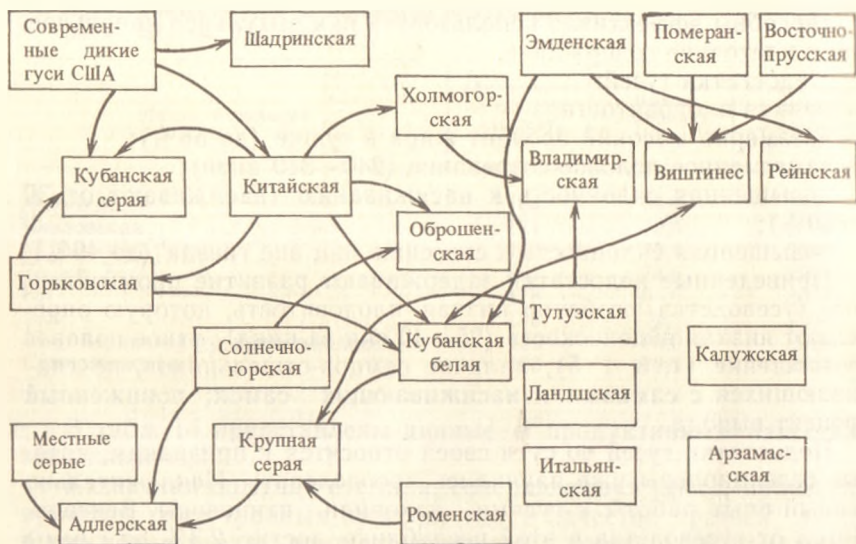 Современ-
ные дикие
гуси США
Шадринская
Эмденская
Померан-
ская
Восточно-
прусская
Холмогор-
ская
Кубанская
серая
Китайская
Владимир-
ская
Виштинес
Рейнская
Оброшен-
ская
Горьковская
Тулузская
Солнечно-
горская
Кубанская
белая
Ландшская
Калужская
Местные
серые
Крупная
серая
Итальян-
ская
Арзамас-
ская
Адлерская
Роменская